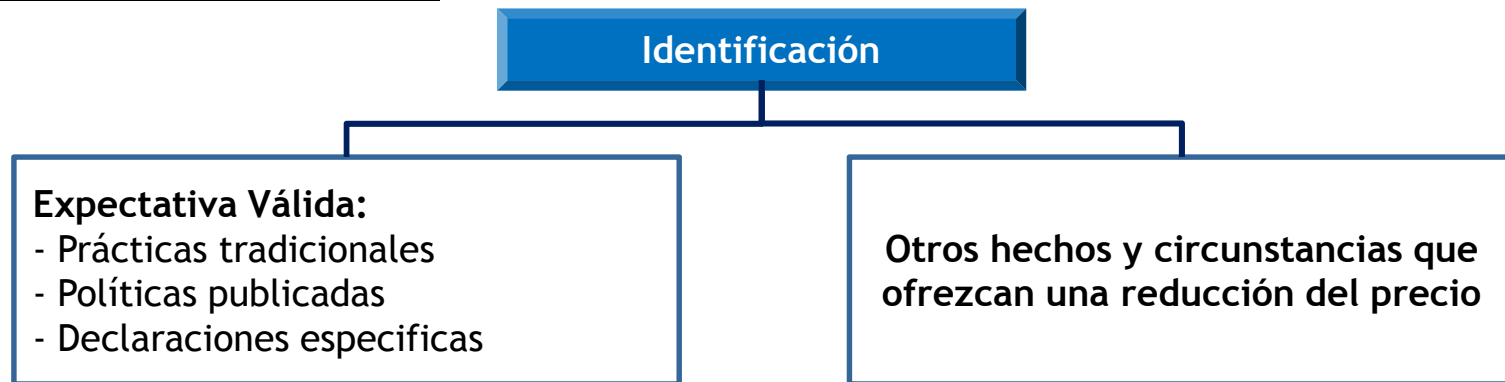 Identificación
Expectativa Válida:
- Prácticas tradicionales
- Políticas publicadas
- Declaraciones especificas
Otros hechos y circunstancias que
ofrezcan una reducción del precio